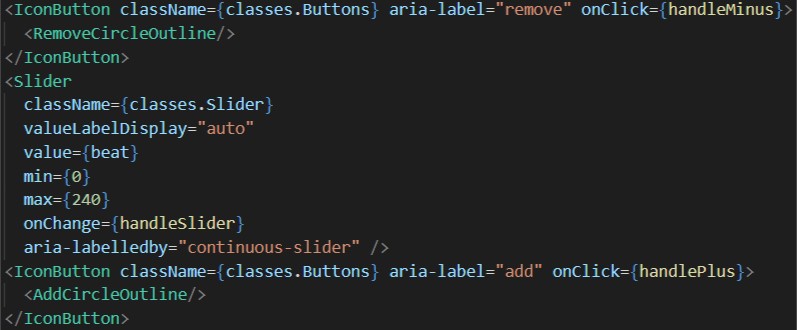 <IconButton className={classes.Buttons} aria-label="remove" onClick={handleMinus}>
  <RemoveCircleOutline/>
</IconButton>
<Slider
  className={classes.Slider}
  valueLabelDisplay="auto"
  value={beat}
  min={0}
  max={240}
  onChange={handleSlider}
  aria-labelledby="continuous-slider" />
<IconButton className={classes.Buttons} aria-label="add" onClick={handlePlus}>
  <AddCircleOutline/>
</IconButton>